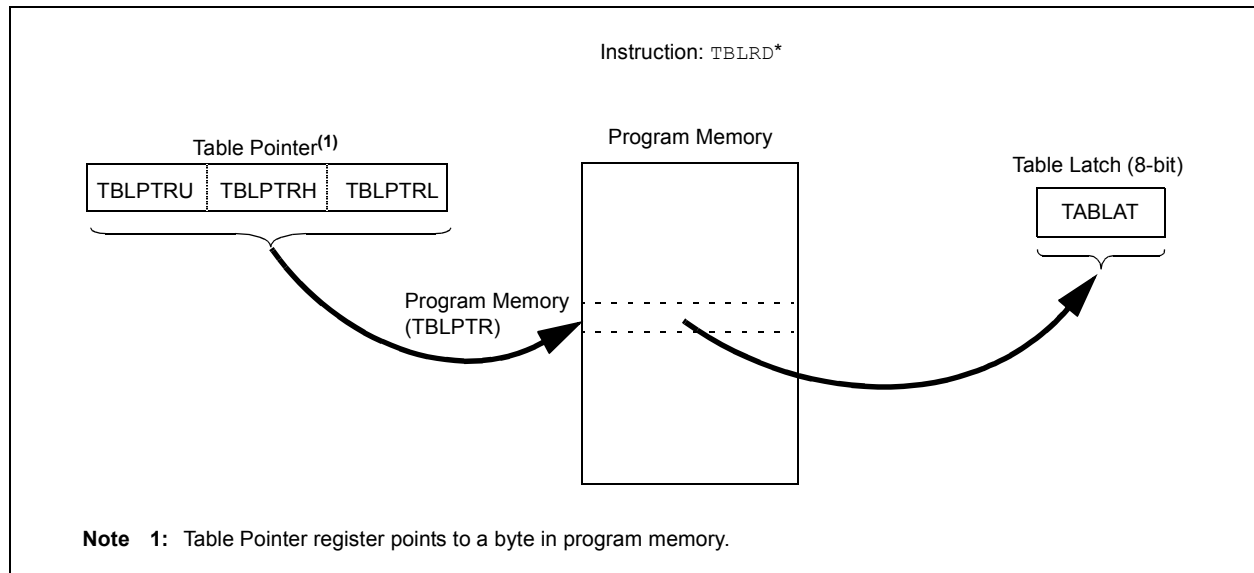 Instruction: TBLRD*
Table Pointer(1)
TBLPTRU TBLPTRH TBLPTRL
Program Memory
(TBLPTR)
Program Memory
Table Latch (8-bit)
TABLAT
Note 1: Table Pointer register points to a byte in program memory.